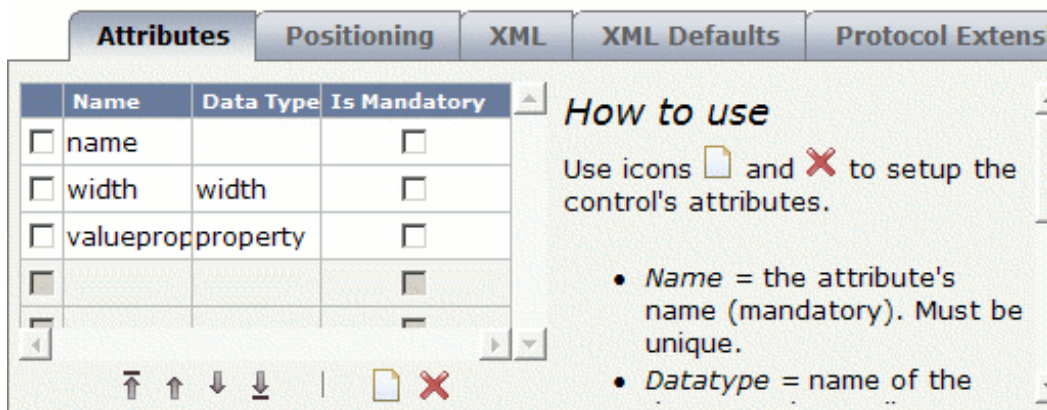 Attributes Positioning XML XML Defaults Protocol Extens
Name Data Type Is Mandatory
name
width width
valueprop property
How to use
Use icons and to setup the
control's attributes.
• Name = the attribute's
name (mandatory). Must be
unique.
• Datatype = name of the